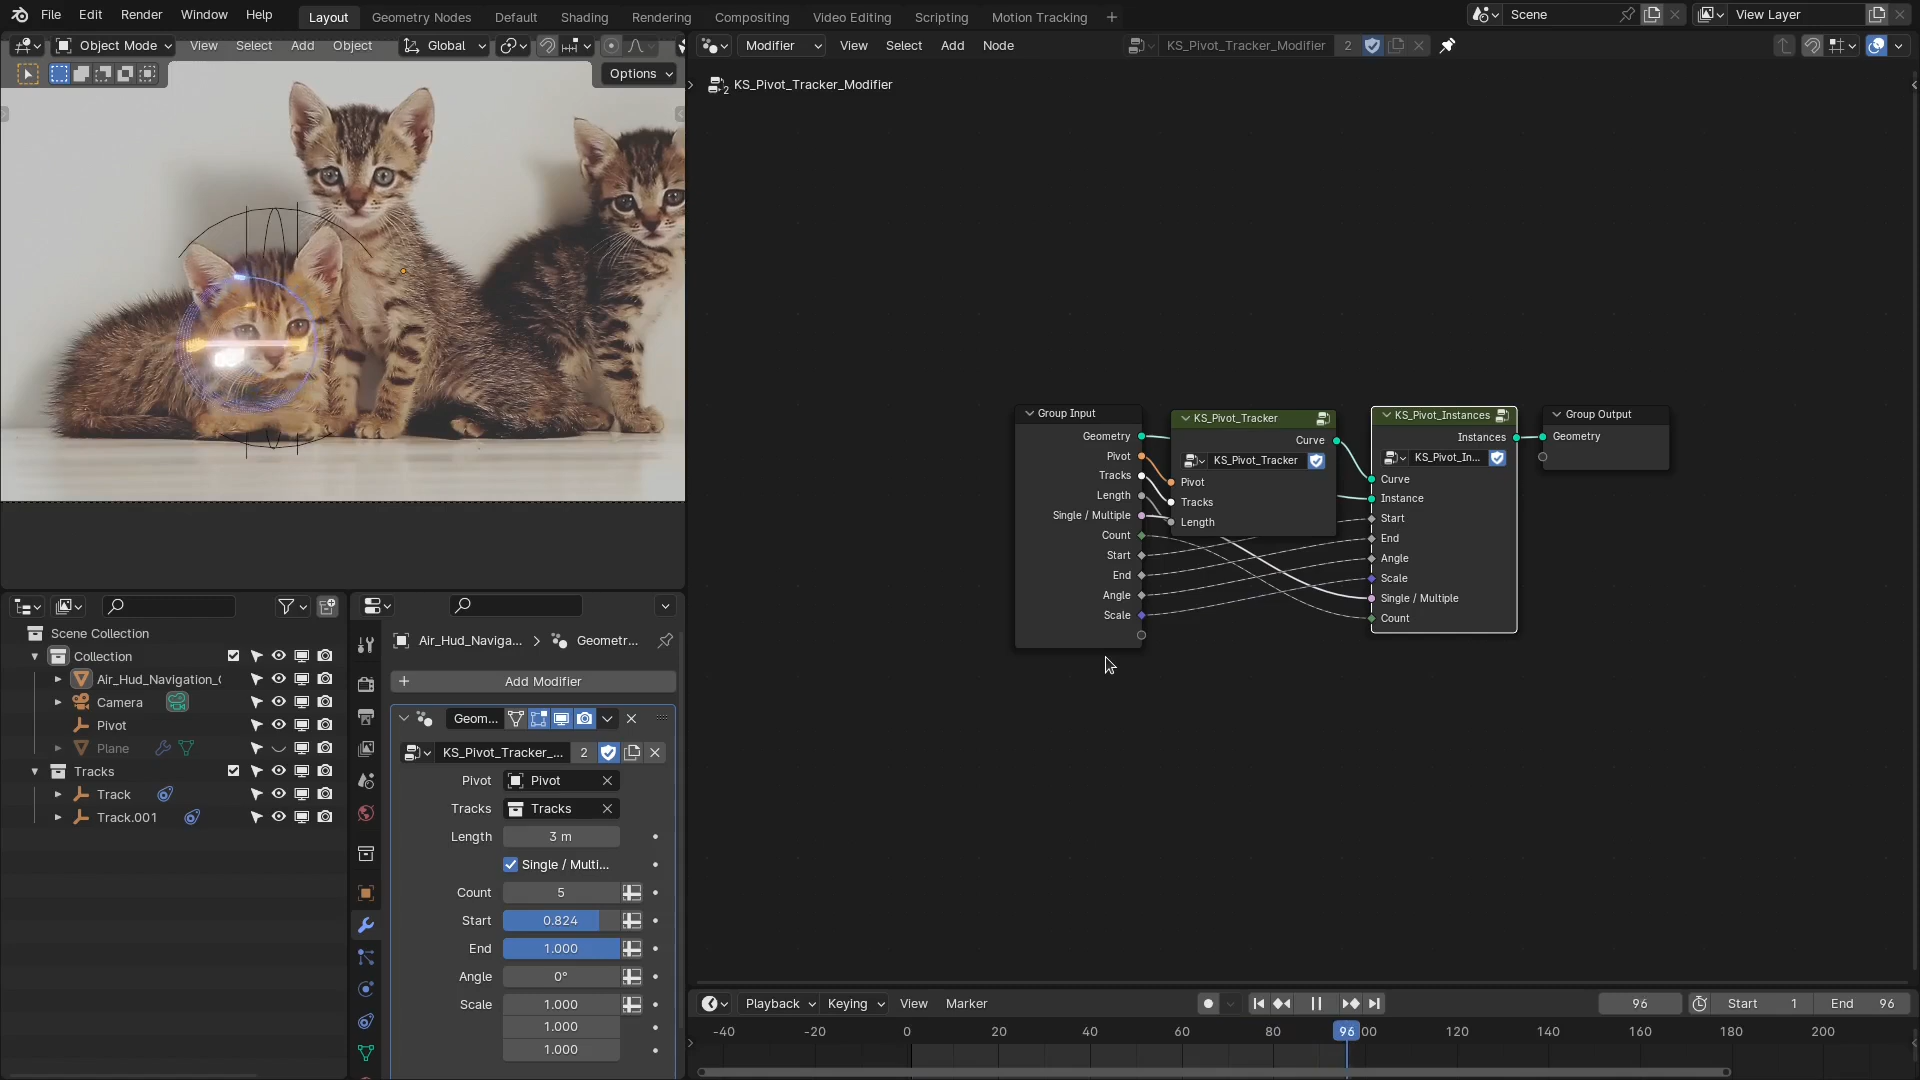 File Edit Render Window Help Layout Geometry Nodes Default Shading Rendering Compositing Video Editing Scripting Motion Tracking Scene View Layer
Object Mode View Select Add Object Global
Options
Modifier View Select Add Node KS_Pivot_Tracker_Modifier 2
2 KS_Pivot_Tracker_Modifier
Group Input
Geometry
Pivot
Tracks
Length
Single / Multiple
Count
Start
End
Angle
Scale
KS_Pivot_Tracker
Curve
KS_Pivot_Tracker
Pivot
Tracks
Length
KS_Pivot_Instances
Instances
KS_Pivot_In...
Curve
Instance
Start
End
Angle
Scale
Single / Multiple
Count
Group Output
Geometry
Scene Collection
Collection
Air_Hud_Navigation_
Camera
Pivot
Plane
Tracks
Track
Track.001
Air_Hud_Naviga... Geometr...
Add Modifier
Geom...
KS_Pivot_Tracker_... 2
Pivot Pivot
Tracks Tracks
Length 3 m
Single / Multi...
Count 5
Start 0.824
End 1.000
Angle 0°
Scale 1.000
1.000
1.000
Playback Keying View Marker 96 Start 1 End 96
-40 -20 0 20 40 60 80 96 00 120 140 160 180 200